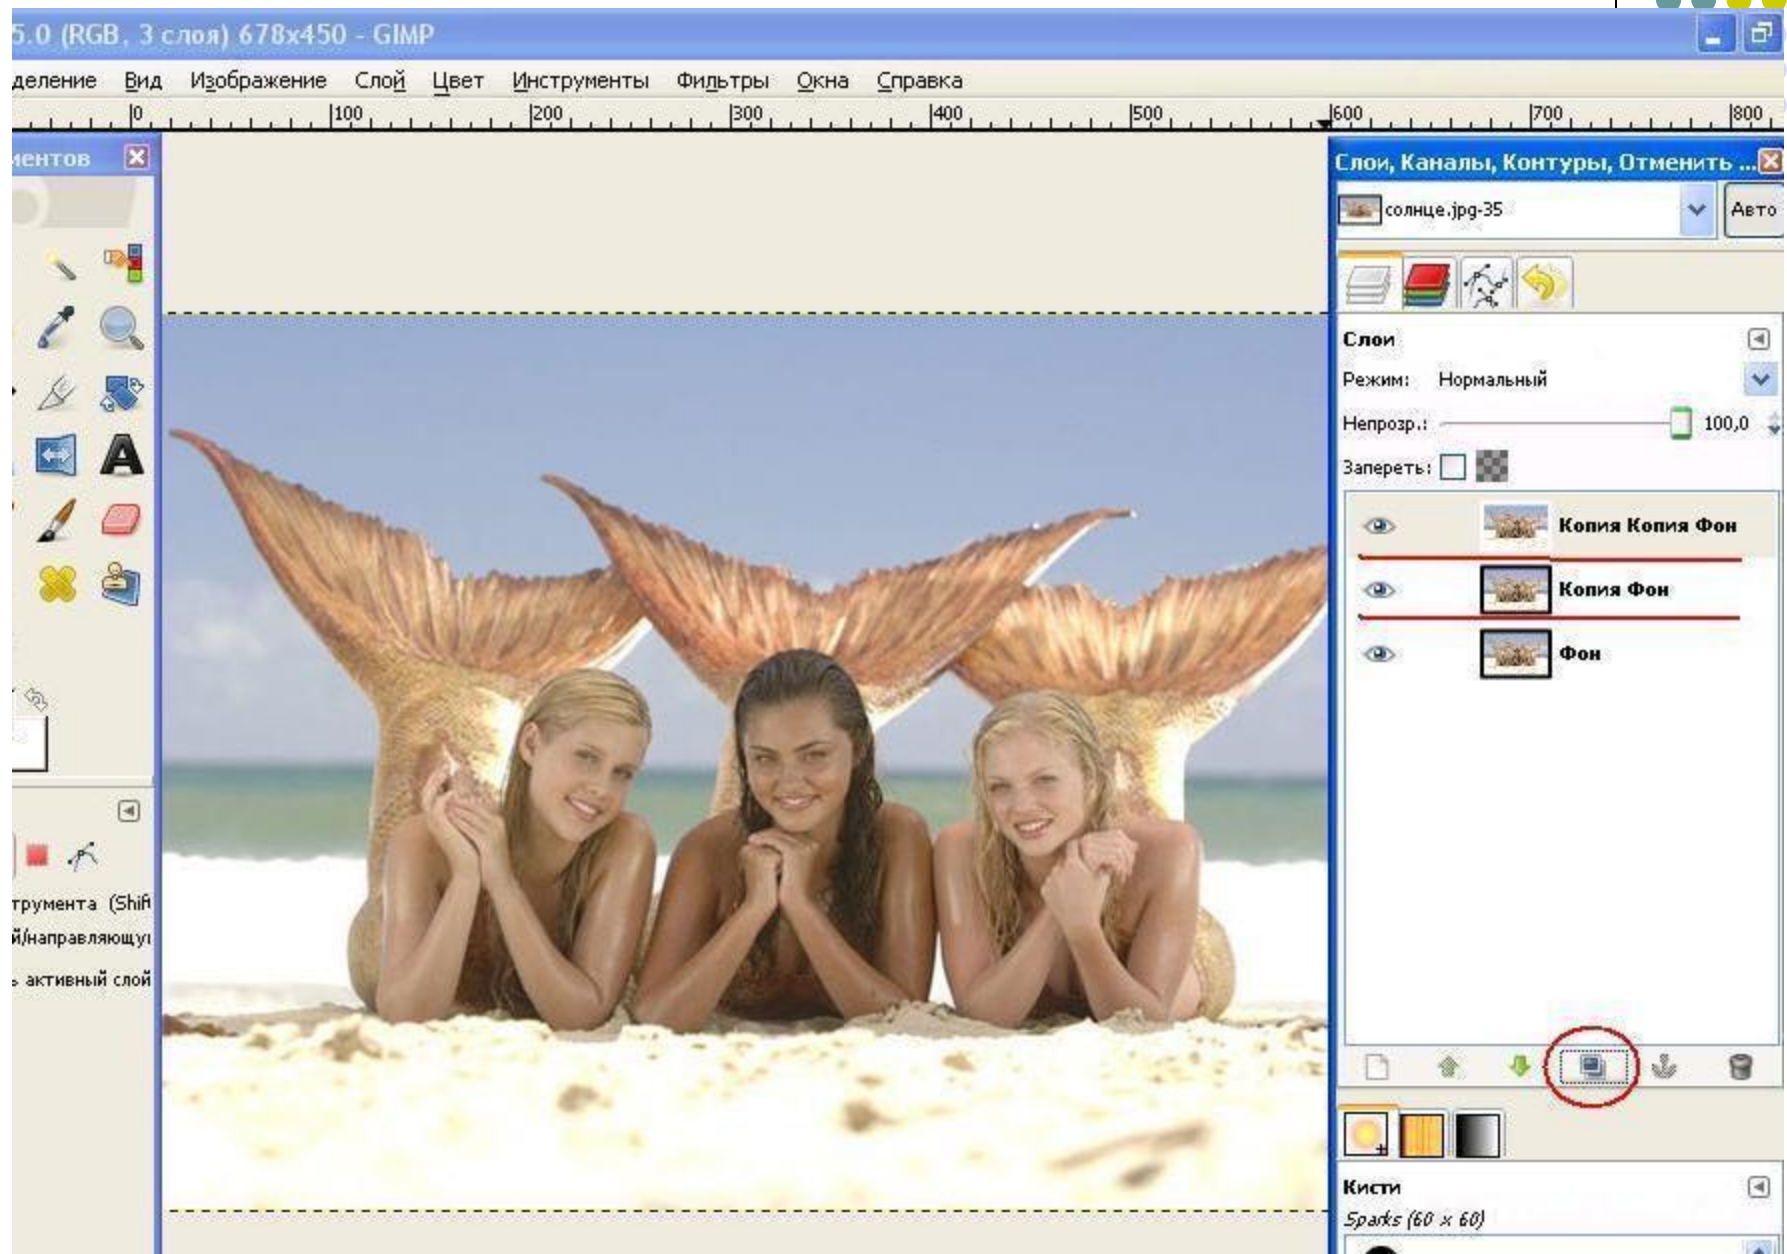 5.0 (RGB, 3 слоя) 678x450 - GIMP
деление Вид Изображение Слой Цвет Инструменты Фильтры Окна Справка
0 100 200 300 400 500 600 700 800
ментов
Слои, Каналы, Контуры, Отменить ...
солнце.jpg-35
Авто
Слои
Режим: Нормальный
Непрозр.: 100,0
Запереть:
Копия Копия Фон
Копия Фон
Фон
трумента (Shift
й/направляющую
ь активный слой
Кисти
Sparks (60 x 60)